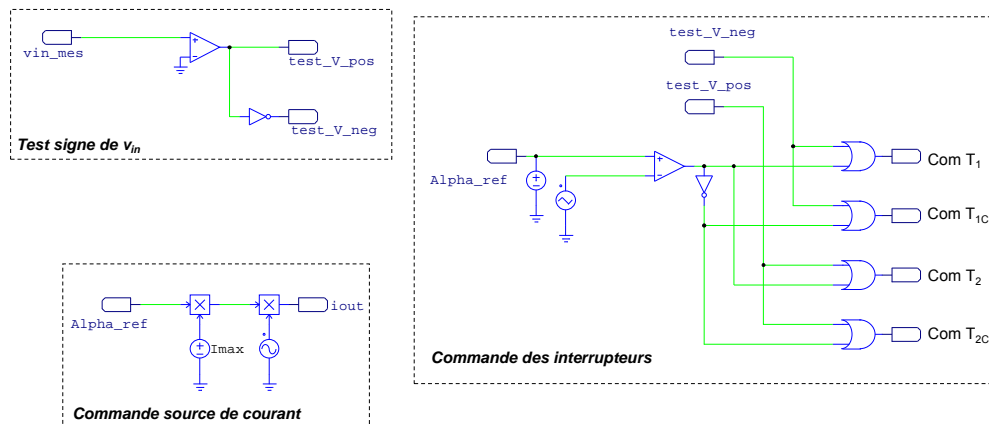 vin_mes
test_V_pos
test_V_neg
Test signe de vin
Alpha_ref
Imax
iout
Commande source de courant
test_V_neg
test_V_pos
Alpha_ref
Com T1
Com T1C
Com T2
Com T2C
Commande des interrupteurs